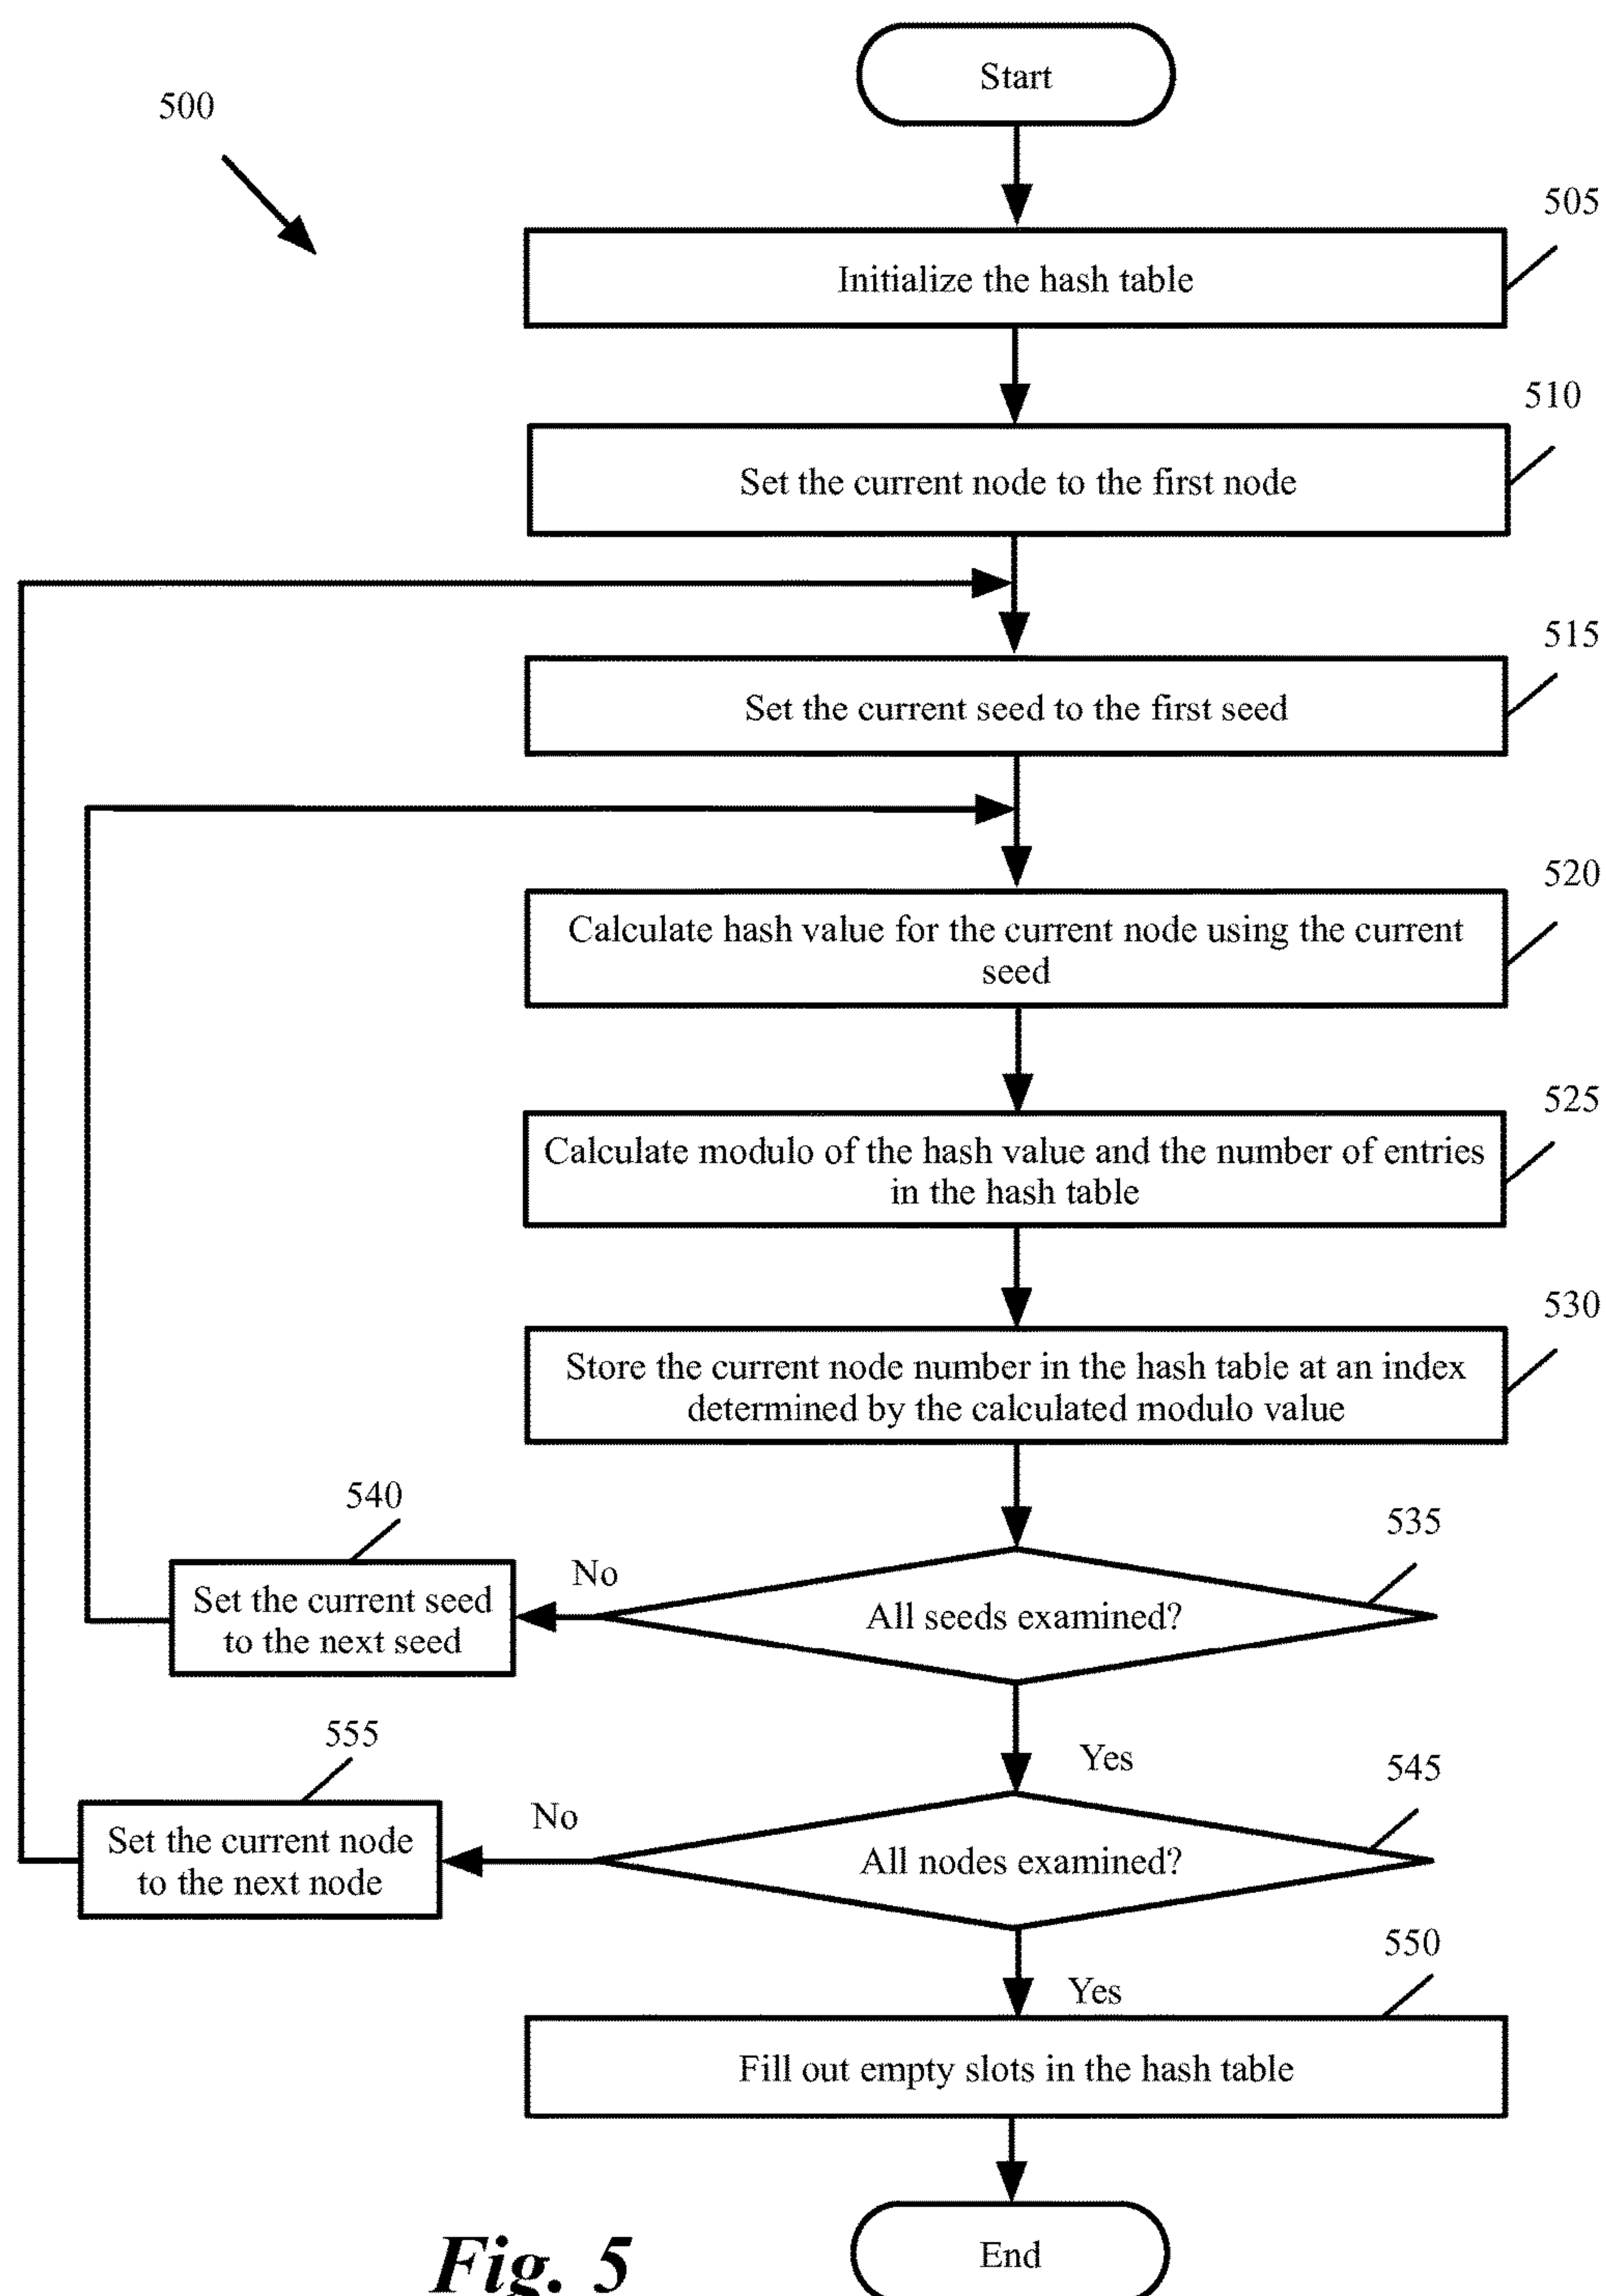 Start
500
505
Initialize the hash table
510
Set the current node to the first node
515
Set the current seed to the first seed
520
Calculate hash value for the current node using the current
seed
525
Calculate modulo of the hash value and the number of entries
in the hash table
530
Store the current node number in the hash table at an index
determined by the calculated modulo value
540
535
No
Set the current seed
to the next seed
All seeds examined?
555
Yes
545
No
Set the current node
to the next node
All nodes examined?
550
Yes
Fill out empty slots in the hash table
End
Fig. 5